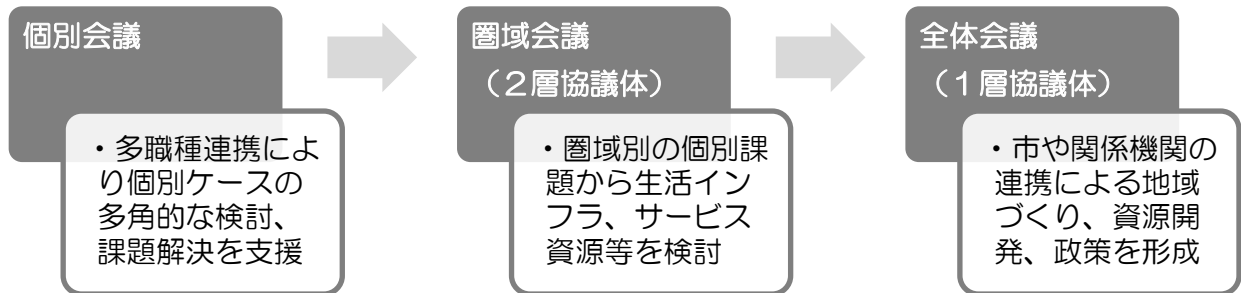 個別会議
・多職種連携によ
り個別ケースの
多角的な検討、
課題解決を支援
圏域会議
（２層協議体）
・圏域別の個別課
題から生活イン
フラ、サービス
資源等を検討
全体会議
（１層協議体）
・市や関係機関の
連携による地域
づくり、資源開
発、政策を形成